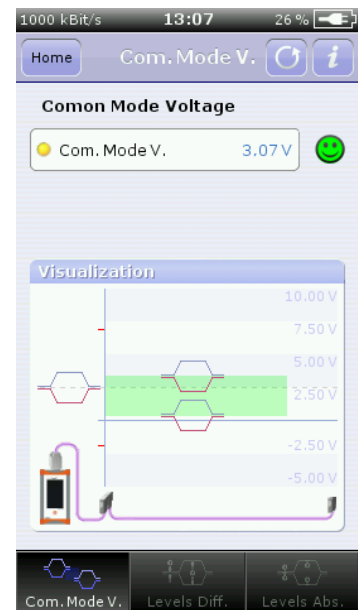 1000 kBit/s 13:07 26 %
Home Com. Mode V. i
Comon Mode Voltage
Com. Mode V. 3,07 V
Visualization
10.00 V
7.50 V
5.00 V
2.50 V
-2.50 V
-5.00 V
Com. Mode V. Levels Diff. Levels Abs.